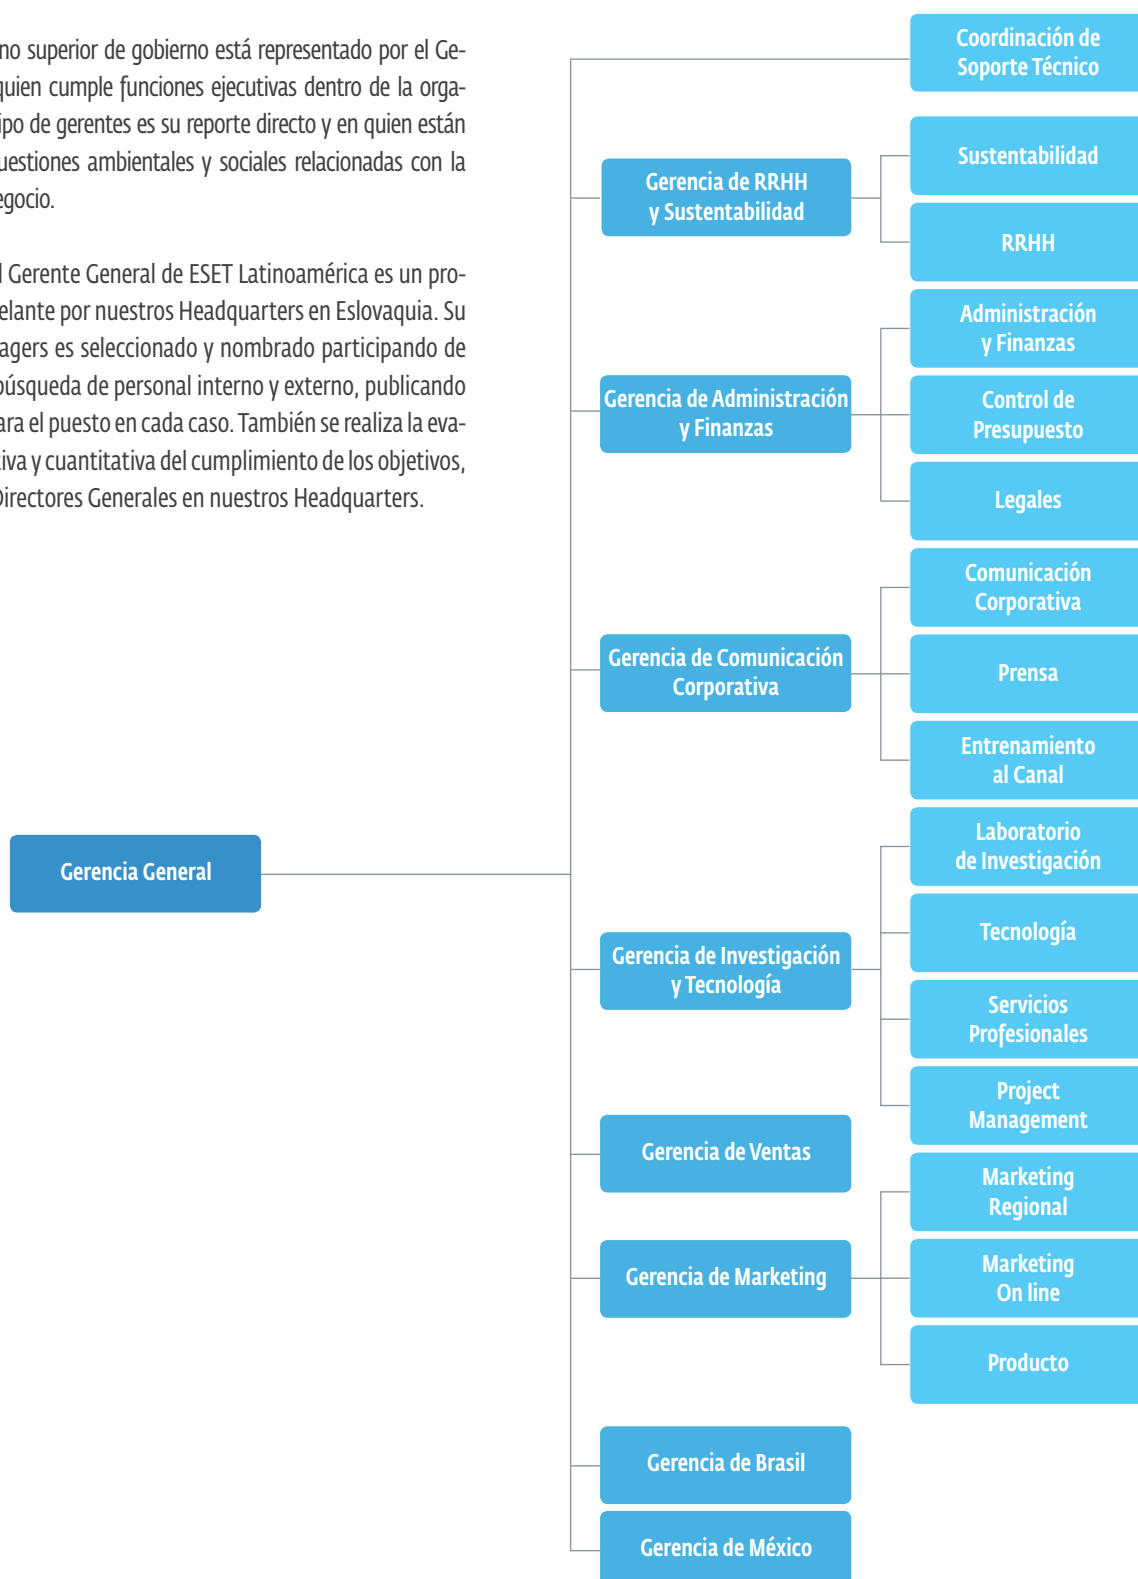 no superior de gobierno está representado por el Ge-
quien cumple funciones ejecutivas dentro de la orga-
ipo de gerentes es su reporte directo y en quien están
uestiones ambientales y sociales relacionadas con la
egocio.
l Gerente General de ESET Latinoamérica es un pro-
elante por nuestros Headquarters en Eslovaquia. Su
agers es seleccionado y nombrado participando de
búsqueda de personal interno y externo, publicando
ara el puesto en cada caso. También se realiza la eva-
tiva y cuantitativa del cumplimiento de los objetivos,
Directores Generales en nuestros Headquarters.
Gerencia General
Coordinación de
Soporte Técnico
Gerencia de RRHH
y Sustentabilidad
Sustentabilidad
RRHH
Gerencia de Administración
y Finanzas
Administración
y Finanzas
Control de
Presupuesto
Legales
Gerencia de Comunicación
Corporativa
Comunicación
Corporativa
Prensa
Entrenamiento
al Canal
Gerencia de Investigación
y Tecnología
Laboratorio
de Investigación
Tecnología
Servicios
Profesionales
Project
Management
Gerencia de Ventas
Gerencia de Marketing
Marketing
Regional
Marketing
On line
Producto
Gerencia de Brasil
Gerencia de México